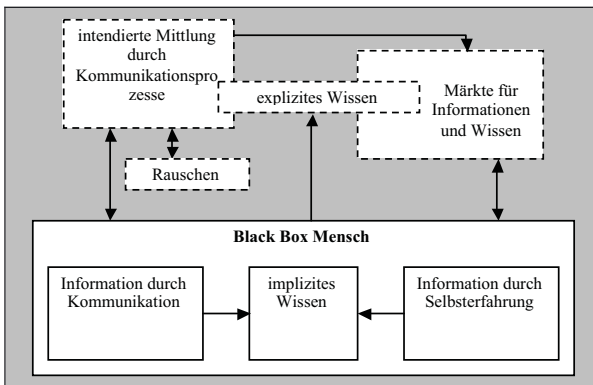 intendierte Mittlung
durch
Kommunikationspro
zesse
explizites Wissen
Märkte für
Informationen
und Wissen
Rauschen
Black Box Mensch
Information durch
Kommunikation
implizites
Wissen
Information durch
Selbsterfahrung